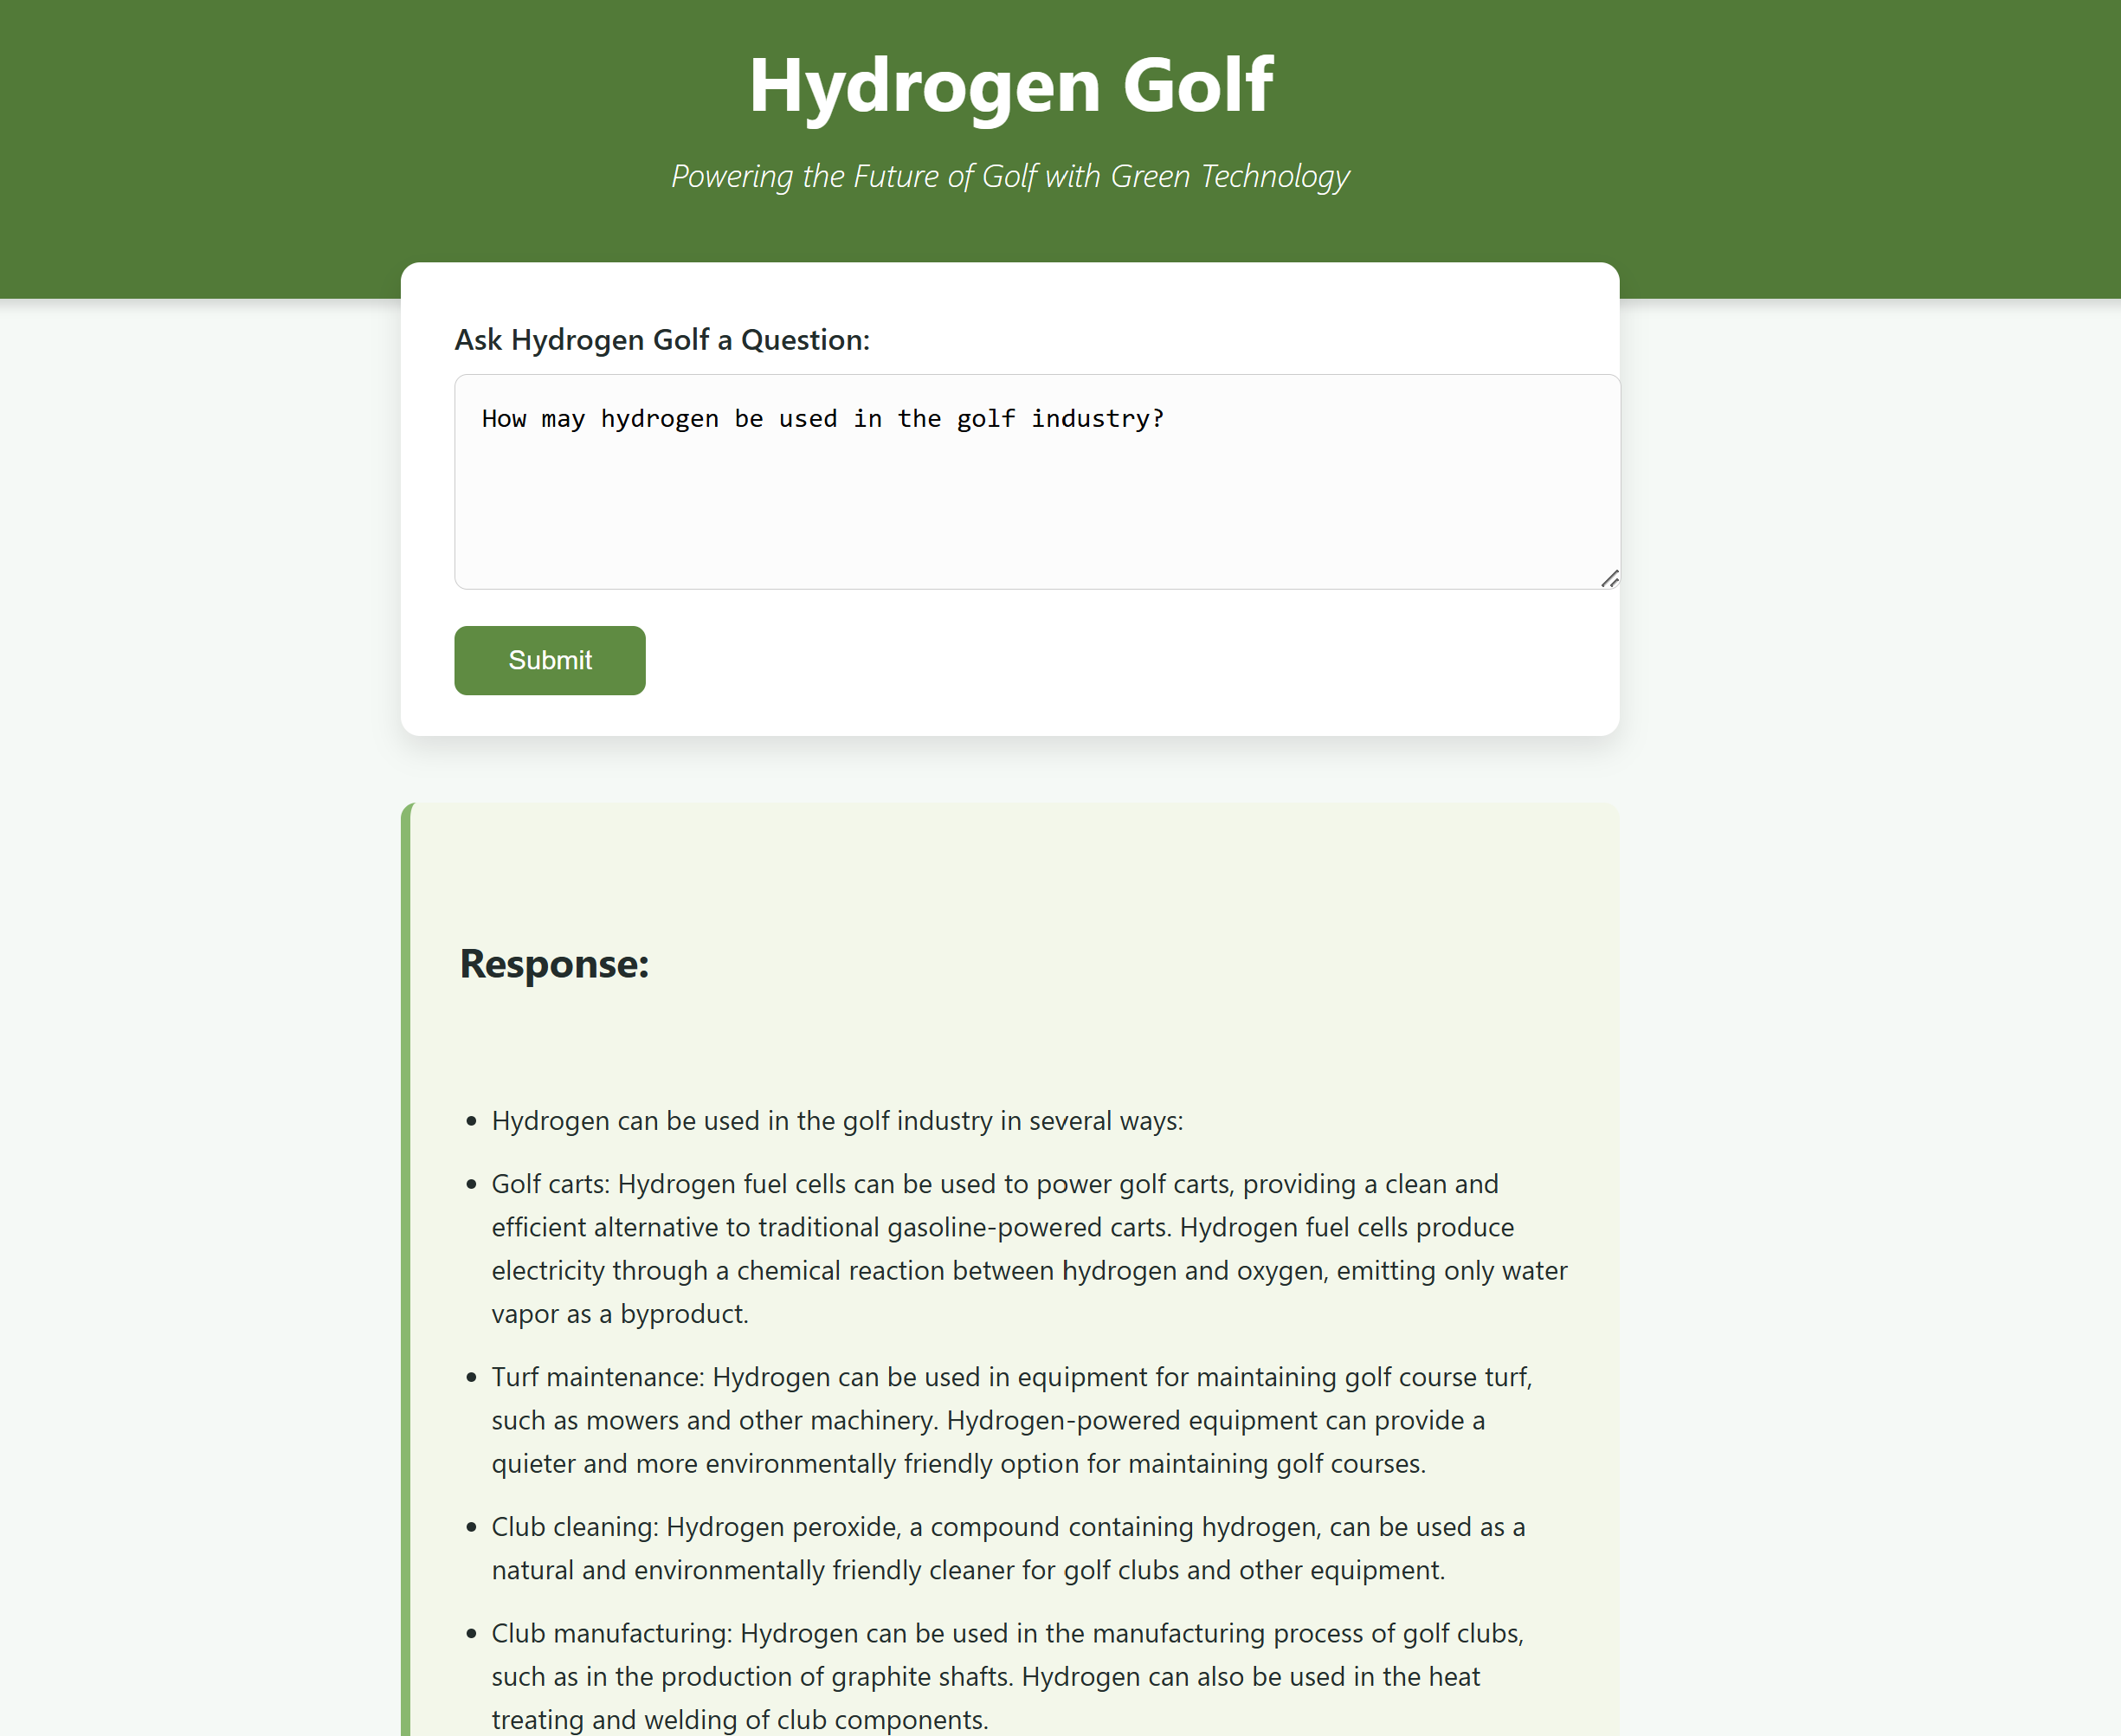 Hydrogen Golf
Powering the Future of Golf with Green Technology
Ask Hydrogen Golf a Question:
How may hydrogen be used in the golf industry?
Submit
Response:
• Hydrogen can be used in the golf industry in several ways:
• Golf carts: Hydrogen fuel cells can be used to power golf carts, providing a clean and
efficient alternative to traditional gasoline-powered carts. Hydrogen fuel cells produce
electricity through a chemical reaction between hydrogen and oxygen, emitting only water
vapor as a byproduct.
• Turf maintenance: Hydrogen can be used in equipment for maintaining golf course turf,
such as mowers and other machinery. Hydrogen-powered equipment can provide a
quieter and more environmentally friendly option for maintaining golf courses.
• Club cleaning: Hydrogen peroxide, a compound containing hydrogen, can be used as a
natural and environmentally friendly cleaner for golf clubs and other equipment.
• Club manufacturing: Hydrogen can be used in the manufacturing process of golf clubs,
such as in the production of graphite shafts. Hydrogen can also be used in the heat
treating and welding of club components.